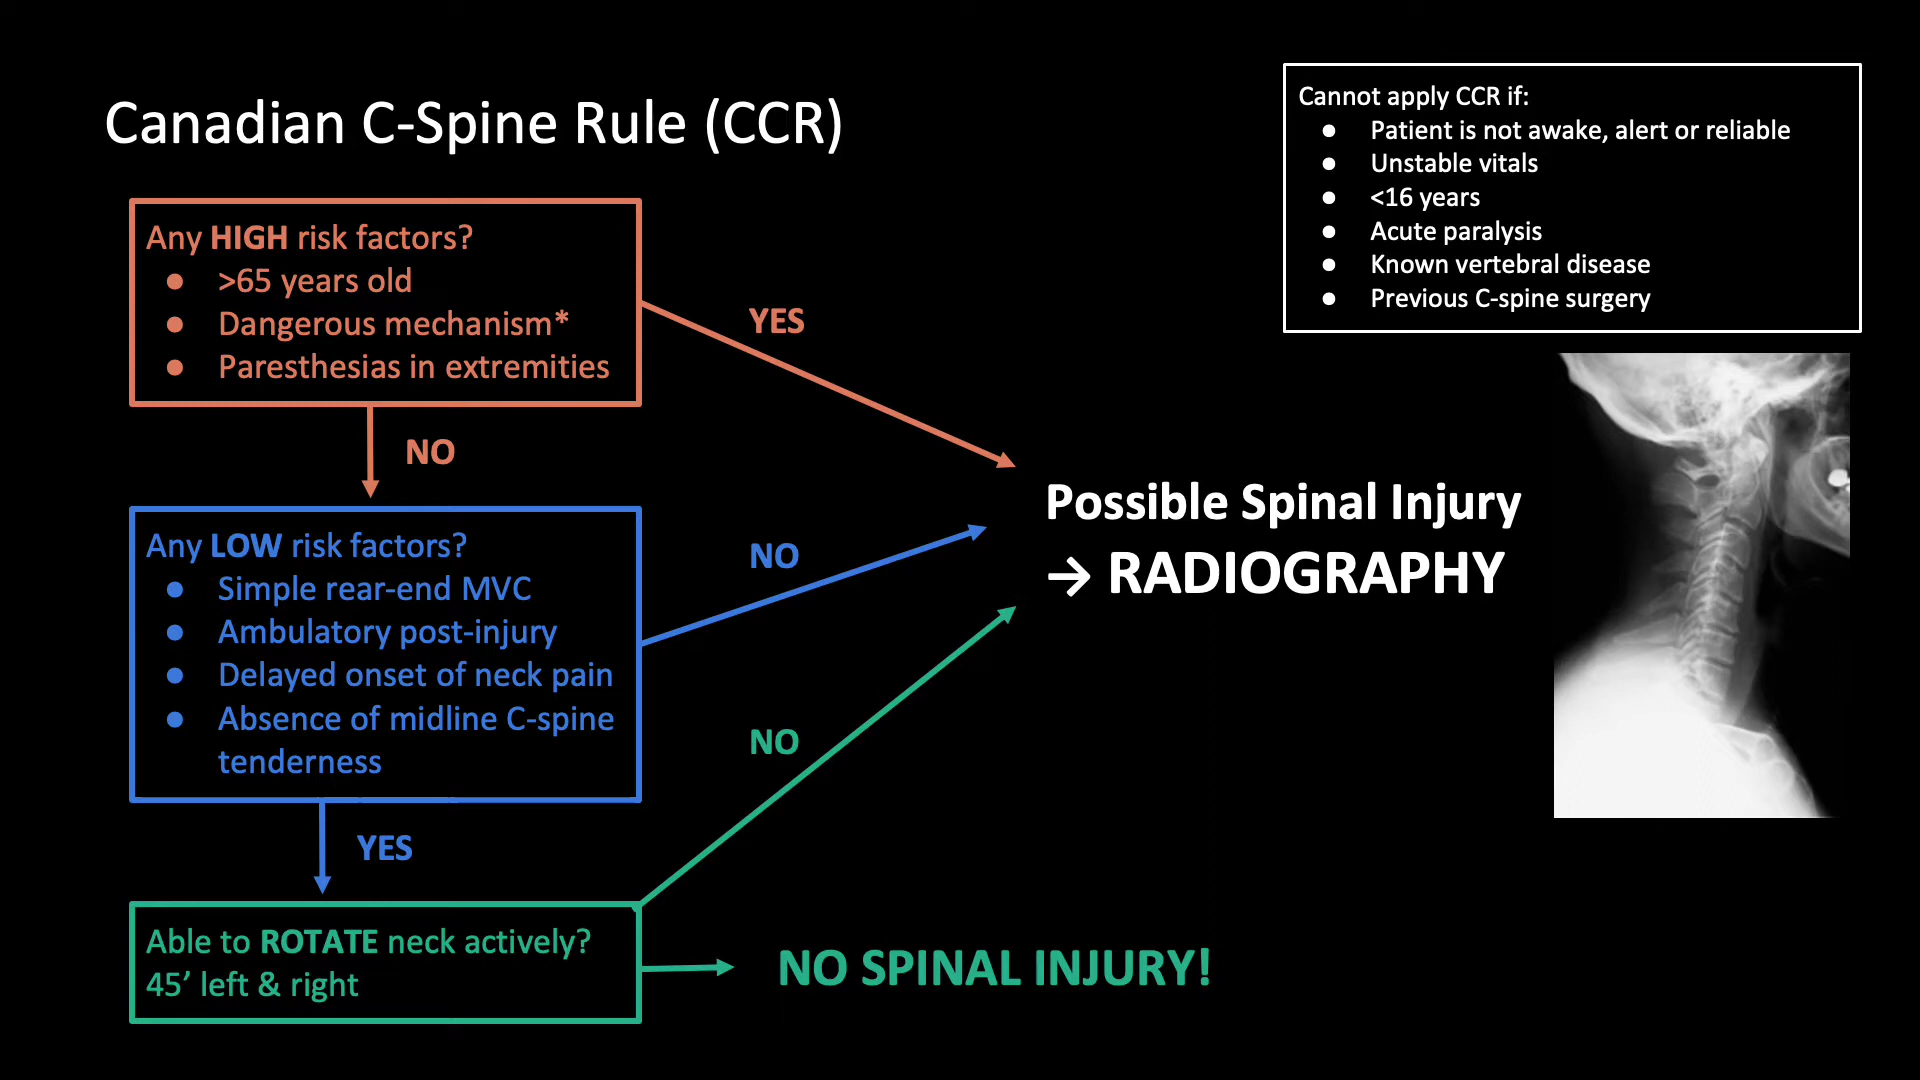 Canadian C-Spine Rule (CCR)
Cannot apply CCR if:
● Patient is not awake, alert or reliable
● Unstable vitals
● <16 years
● Acute paralysis
● Known vertebral disease
● Previous C-spine surgery
Any HIGH risk factors?
● >65 years old
● Dangerous mechanism*
● Paresthesias in extremities
YES
NO
Possible Spinal Injury
→ RADIOGRAPHY
Any LOW risk factors?
● Simple rear-end MVC
● Ambulatory post-injury
● Delayed onset of neck pain
● Absence of midline C-spine
tenderness
NO
YES
NO
Able to ROTATE neck actively?
45’ left & right
NO SPINAL INJURY!